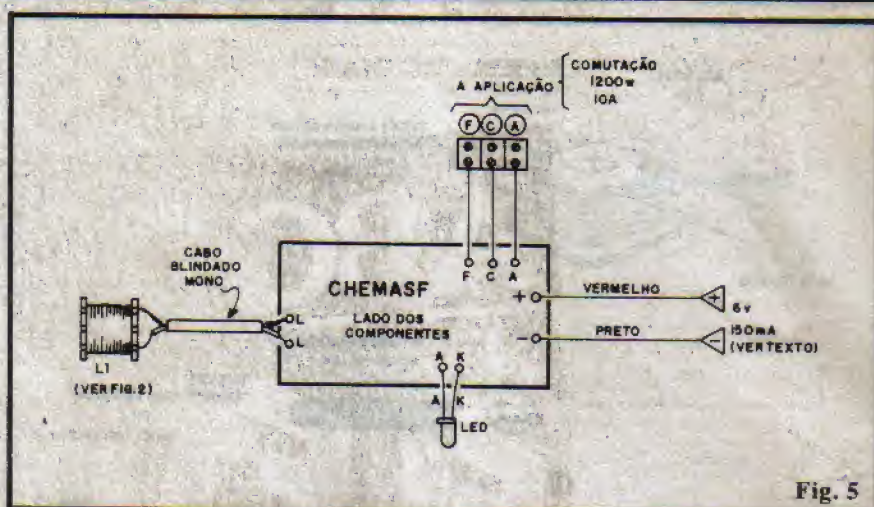 COMUTAÇÃO
1200w
10A
A APLICAÇÃO
F C A
F C A
CABO
BLINDADO
MONO
CHEMASF
LADO DOS
COMPONENTES
L
L
L1
(VER FIG. 2)
+ VERMELHO +
6v
- PRETO -
150mA
(VER TEXTO)
A K
A K
LED
Fig. 5